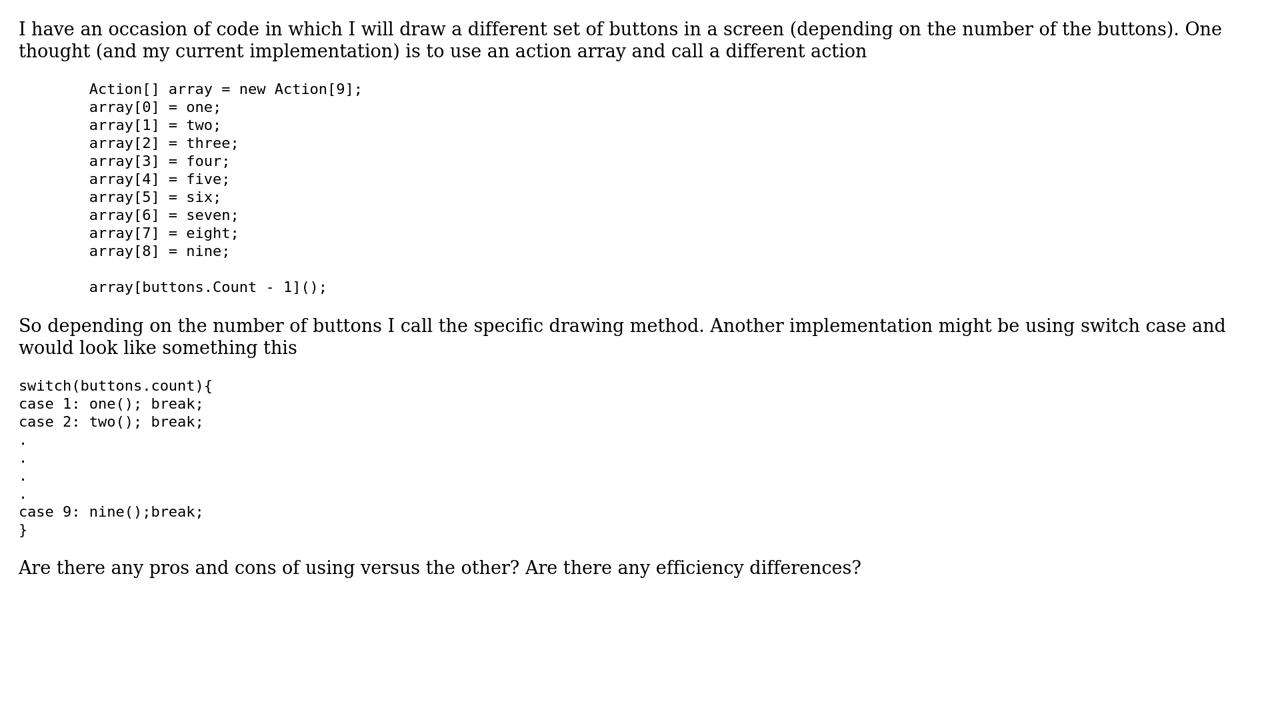 I have an occasion of code in which I will draw a different set of buttons in a screen (depending on the number of the buttons). One
thought (and my current implementation) is to use an action array and call a different action
Action[] array = new Action[9];
array[0] = one;
array[1] = two;
array[2] = three;
array[3] = four;
array[4] = five;
array[5] = six;
array[6] = seven;
array[7] = eight;
array[8] = nine;
array[buttons.Count - 1]();
So depending on the number of buttons I call the specific drawing method. Another implementation might be using switch case and
would look like something this
switch(buttons.count){
case 1: one(); break;
case 2: two(); break;
.
.
.
.
case 9: nine();break;
}
Are there any pros and cons of using versus the other? Are there any efficiency differences?